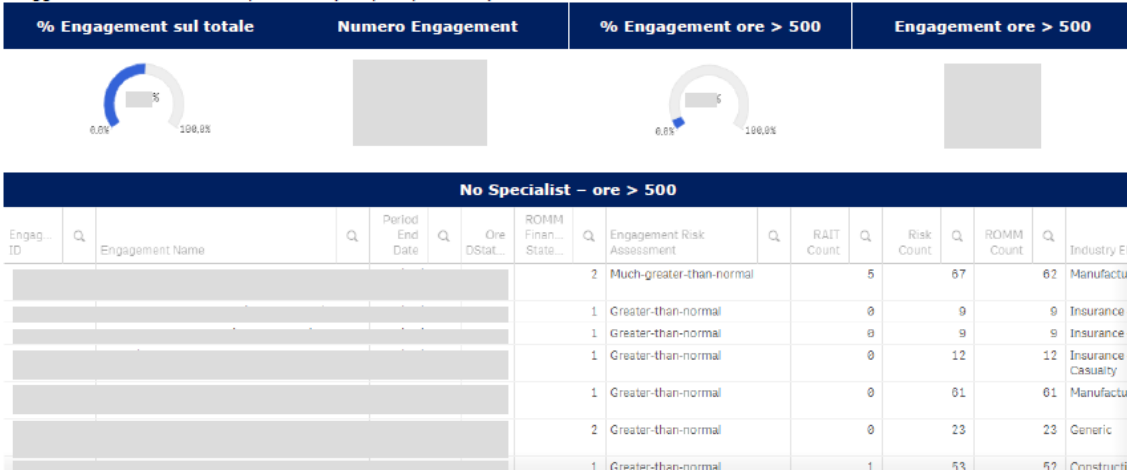 % Engagement sul totale Numero Engagement % Engagement ore > 500 Engagement ore > 500
% %
0.0% 100.0% 0.0% 100.0%
No Specialist – ore > 500
Engag... ID Engagement Name Period End Date Ore DStat... ROMM Finan... State... Engagement Risk Assessment RAIT Count Risk Count ROMM Count Industry E
2 Much-greater-than-normal 5 67 62 Manufactu
1 Greater-than-normal 0 9 9 Insurance
1 Greater-than-normal 0 9 9 Insurance
1 Greater-than-normal 0 12 12 Insurance
Casualty
1 Greater-than-normal 0 61 61 Manufactu
2 Greater-than-normal 0 23 23 Generic
1 Greater-than-normal 1 53 52 Constructi